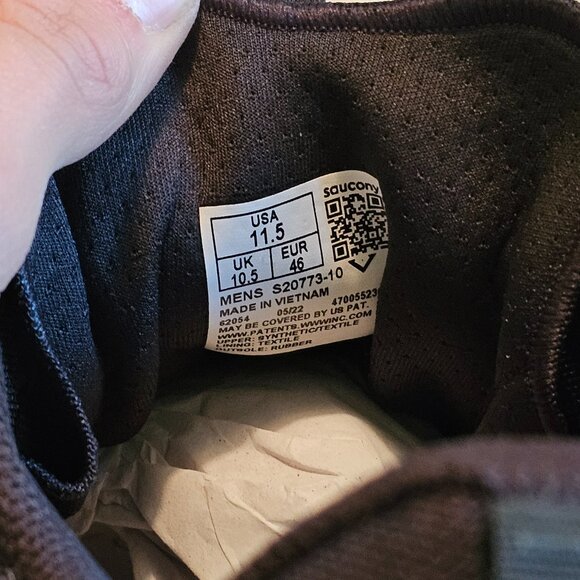 saucony
USA
11.5
UK EUR
10.5 46
MENS S20773-10
MADE IN VIETNAM
62054 05/22 47005523
MAY BE COVERED BY US PAT.
WWW.PATENTS.WWWINC.COM
UPPER: SYNTHETIC/TEXTILE
LINING: TEXTILE
OUTSOLE: RUBBER